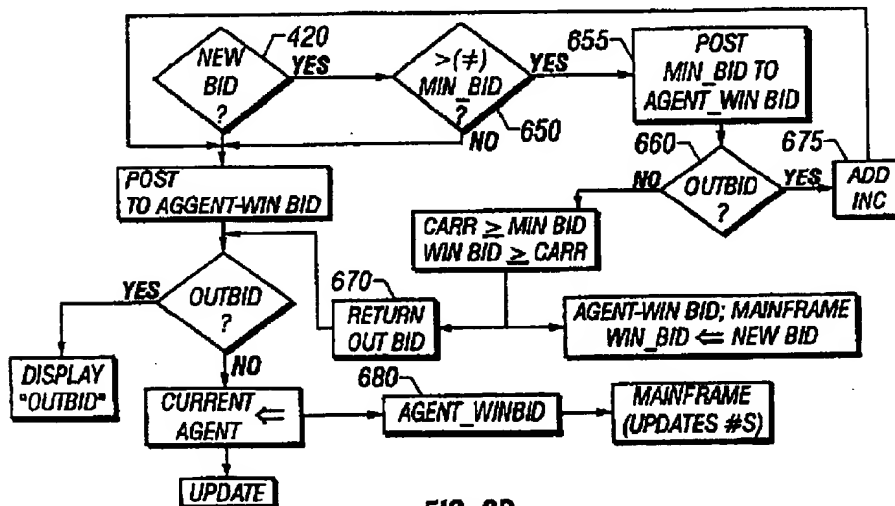 420
NEW
BID
?
YES
>(≠)
MIN_BID
?
650
NO
YES
655
POST
MIN_BID TO
AGENT_WIN BID
660
OUTBID
?
NO
YES
675
ADD
INC
POST
TO AGGENT-WIN BID
CARR ≥ MIN BID
WIN BID ≥ CARR
OUTBID
?
YES
NO
670
RETURN
OUT BID
AGENT-WIN BID; MAINFRAME
WIN_BID ⇐ NEW BID
DISPLAY
"OUTBID"
CURRENT
AGENT ⇐
680
AGENT_WINBID
MAINFRAME
(UPDATES #S)
UPDATE